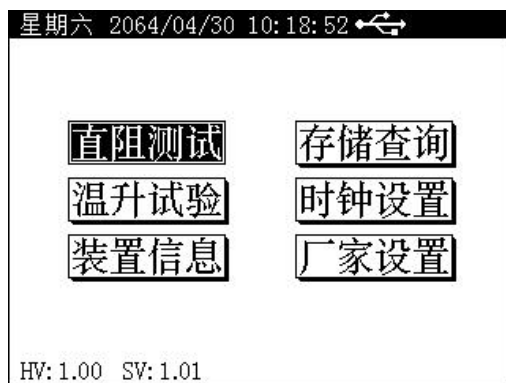 星期六 2064/04/30 10:18:52
直阻测试 存储查询
温升试验 时钟设置
装置信息 厂家设置
HV:1.00 SV:1.01